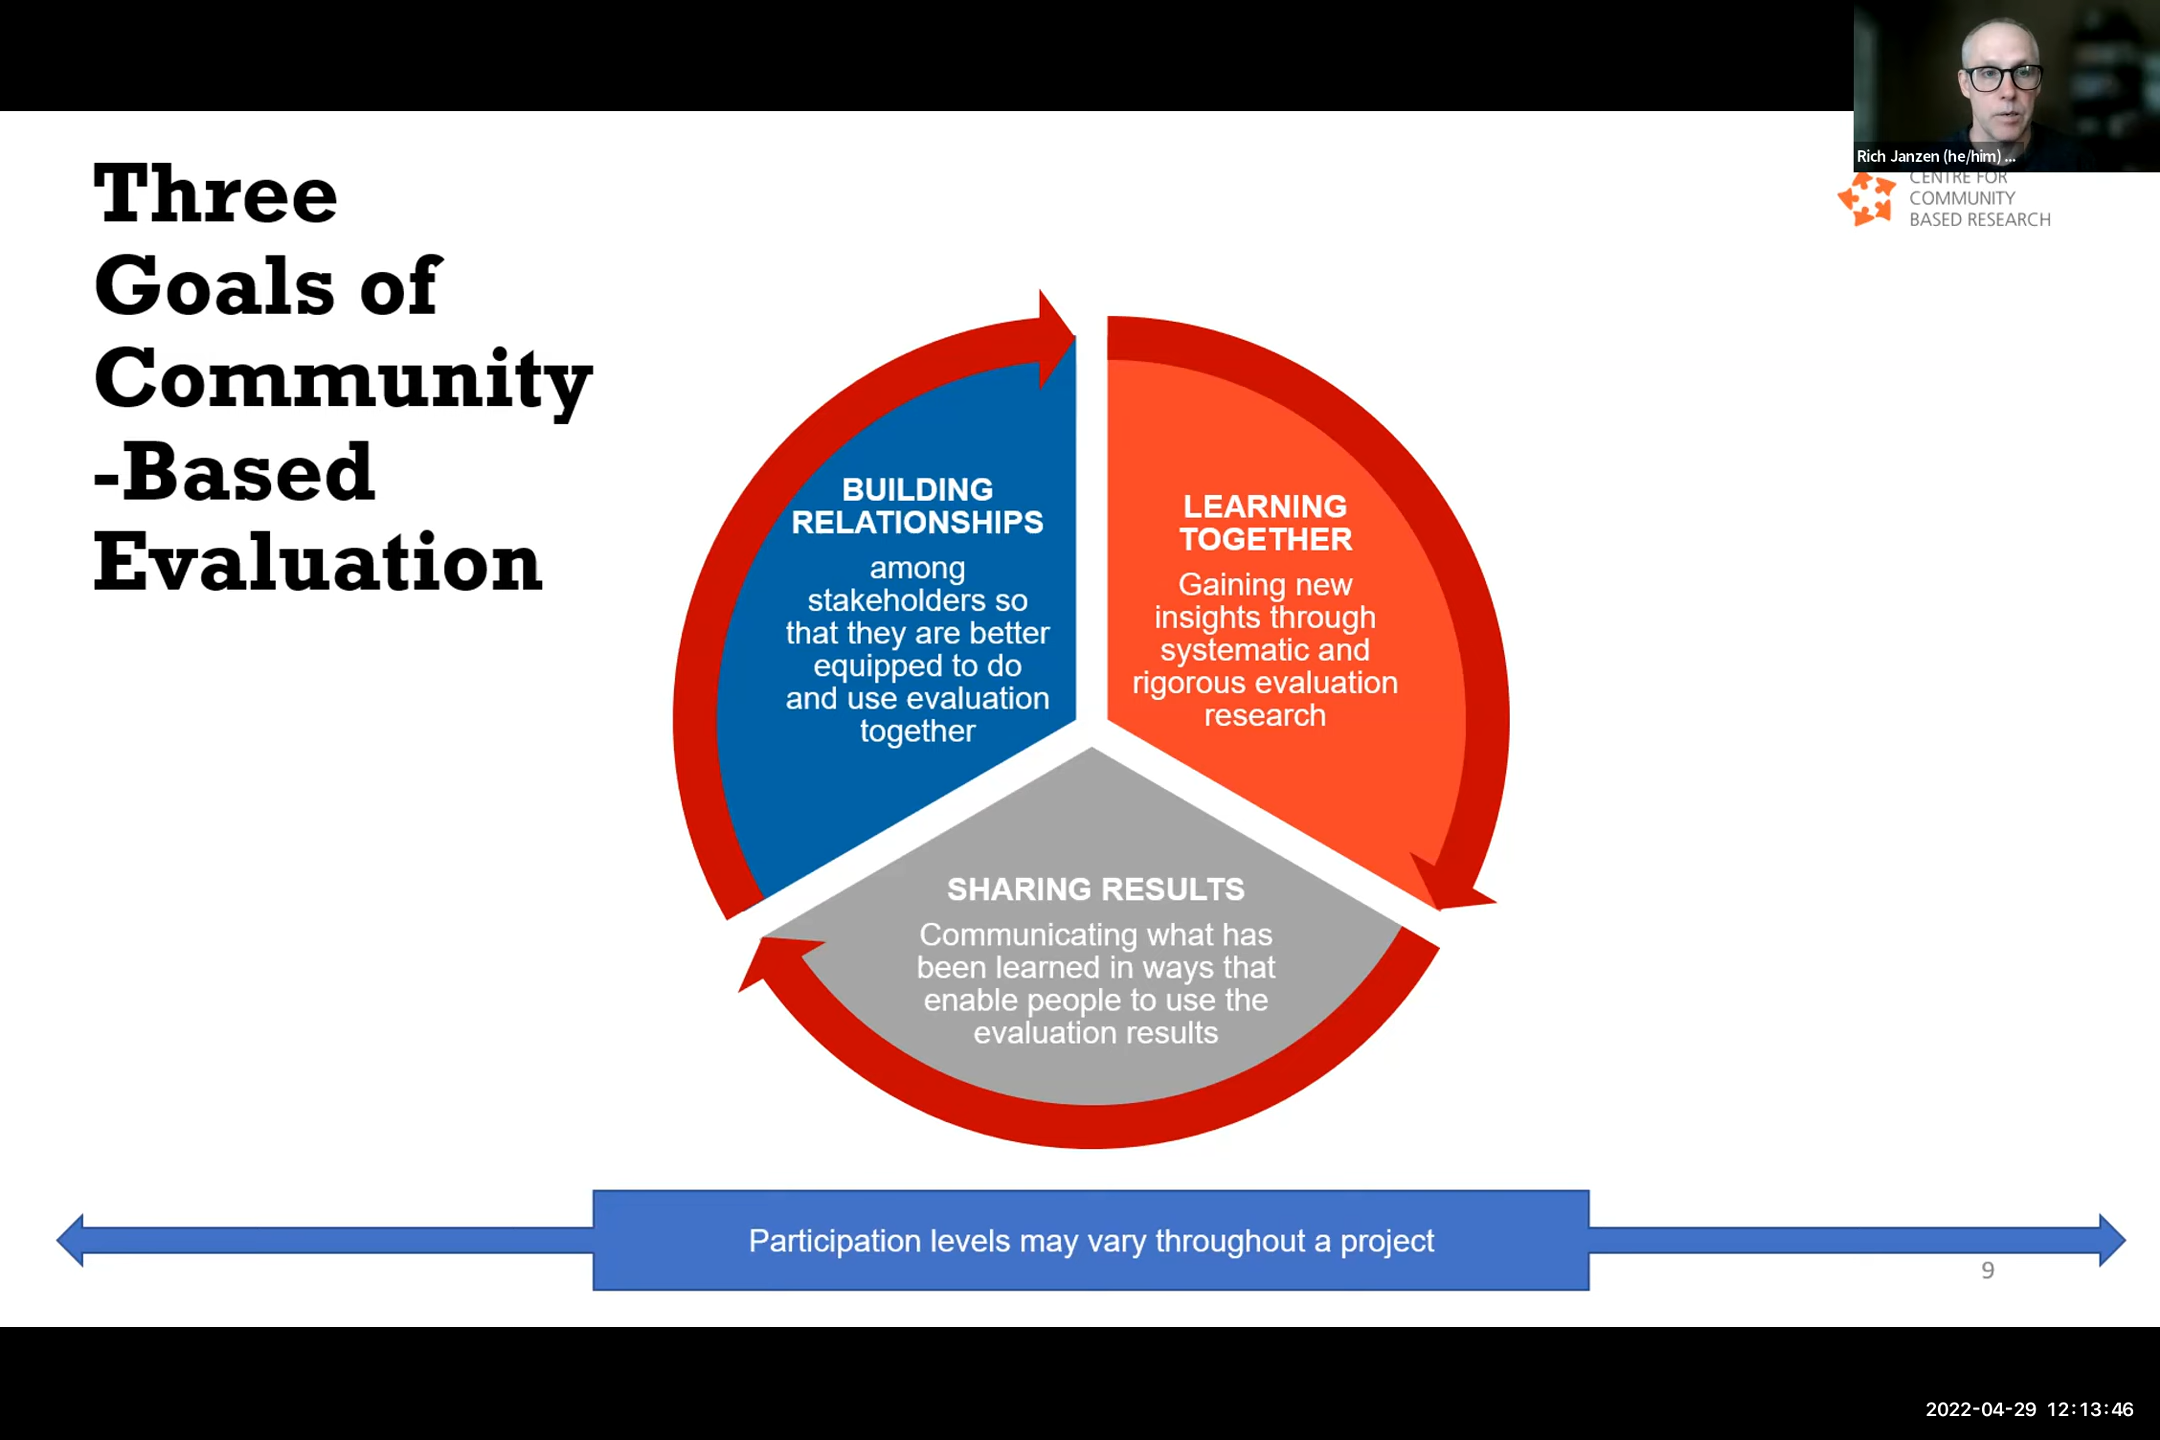 Rich Janzen (he/him) ...
CENTRE FOR
COMMUNITY
BASED RESEARCH
Three
Goals of
Community
-Based
Evaluation
BUILDING
RELATIONSHIPS
among
stakeholders so
that they are better
equipped to do
and use evaluation
together
LEARNING
TOGETHER
Gaining new
insights through
systematic and
rigorous evaluation
research
SHARING RESULTS
Communicating what has
been learned in ways that
enable people to use the
evaluation results
Participation levels may vary throughout a project
9
2022-04-29 12:13:46